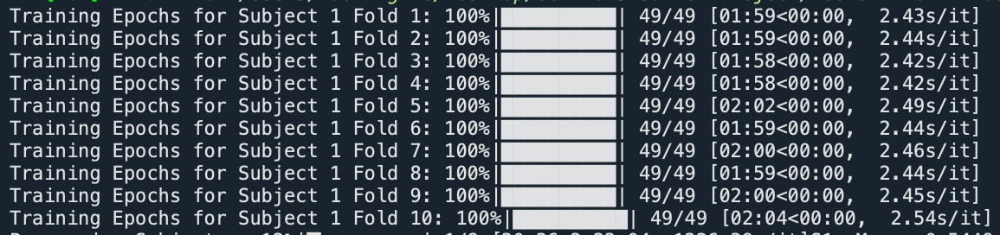 Training Epochs for Subject 1 Fold 1: 100%|██████████| 49/49 [01:59<00:00,  2.43s/it]
Training Epochs for Subject 1 Fold 2: 100%|██████████| 49/49 [01:59<00:00,  2.44s/it]
Training Epochs for Subject 1 Fold 3: 100%|██████████| 49/49 [01:58<00:00,  2.42s/it]
Training Epochs for Subject 1 Fold 4: 100%|██████████| 49/49 [01:58<00:00,  2.42s/it]
Training Epochs for Subject 1 Fold 5: 100%|██████████| 49/49 [02:02<00:00,  2.49s/it]
Training Epochs for Subject 1 Fold 6: 100%|██████████| 49/49 [01:59<00:00,  2.44s/it]
Training Epochs for Subject 1 Fold 7: 100%|██████████| 49/49 [02:00<00:00,  2.46s/it]
Training Epochs for Subject 1 Fold 8: 100%|██████████| 49/49 [01:59<00:00,  2.44s/it]
Training Epochs for Subject 1 Fold 9: 100%|██████████| 49/49 [02:00<00:00,  2.45s/it]
Training Epochs for Subject 1 Fold 10: 100%|██████████| 49/49 [02:04<00:00,  2.54s/it]